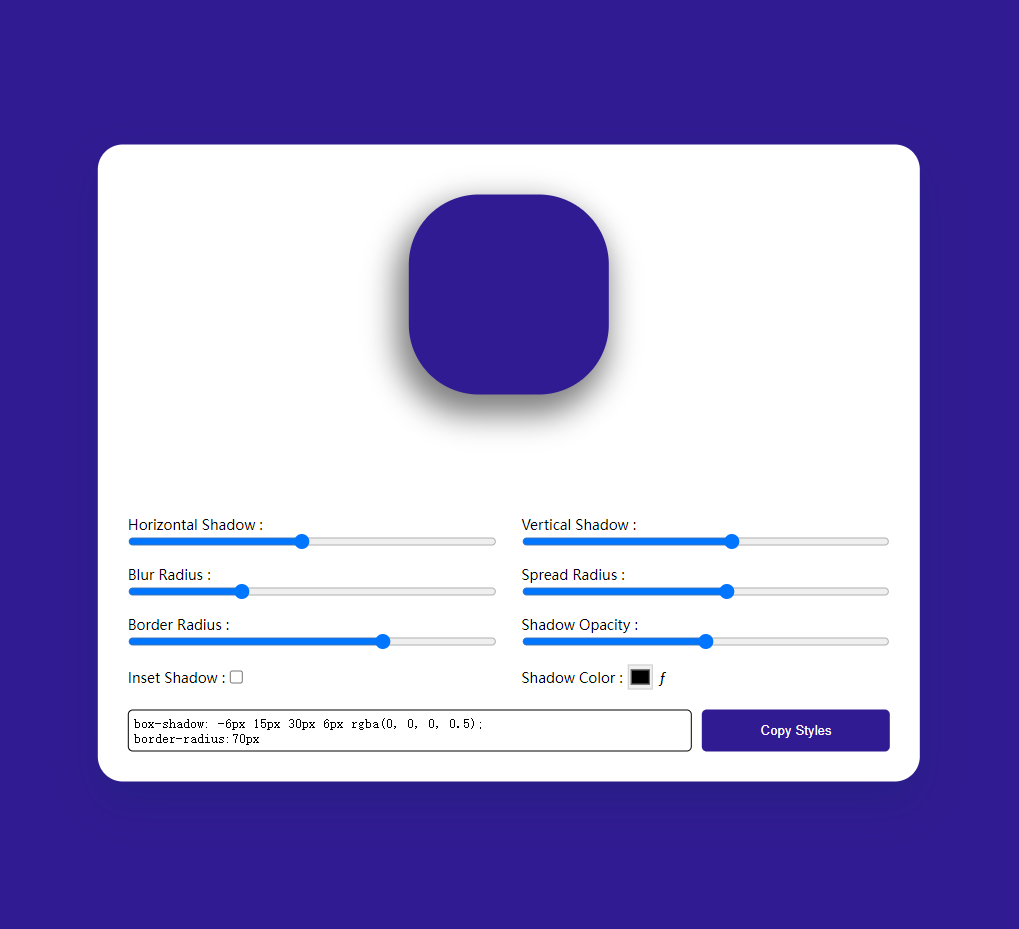 Horizontal Shadow :
Vertical Shadow :
Blur Radius :
Spread Radius :
Border Radius :
Shadow Opacity :
Inset Shadow :
Shadow Color : ƒ
box-shadow: -6px 15px 30px 6px rgba(0, 0, 0, 0.5);
border-radius:70px
Copy Styles